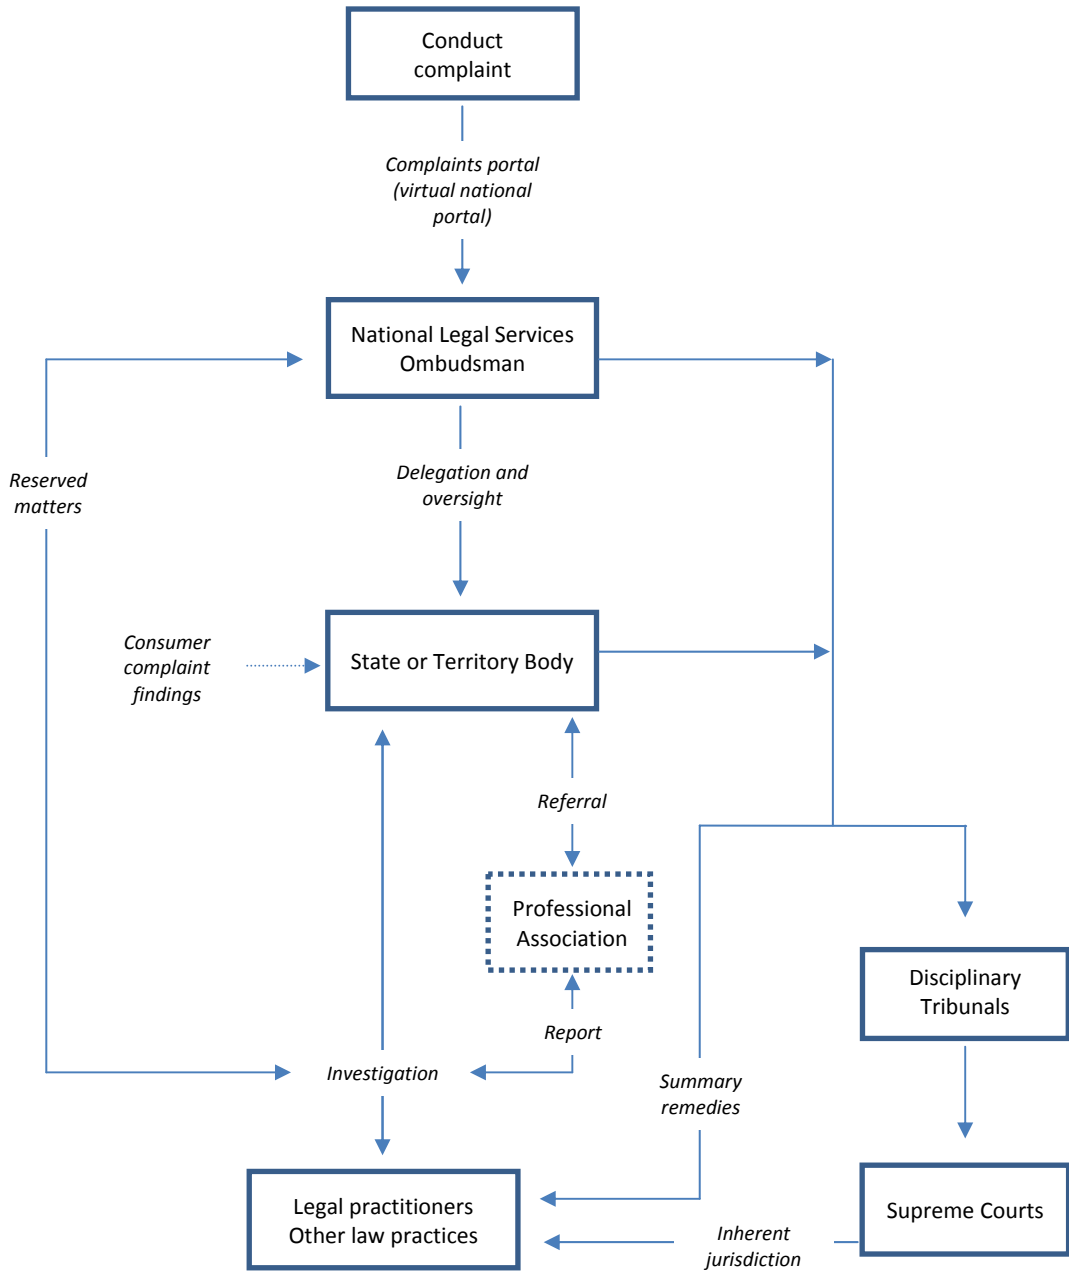 Conduct
complaint
Complaints portal
(virtual national
portal)
National Legal Services
Ombudsman
Reserved
matters
Delegation and
oversight
Consumer
complaint
findings
State or Territory Body
Referral
Professional
Association
Disciplinary
Tribunals
Report
Investigation
Summary
remedies
Legal practitioners
Other law practices
Supreme Courts
Inherent
jurisdiction